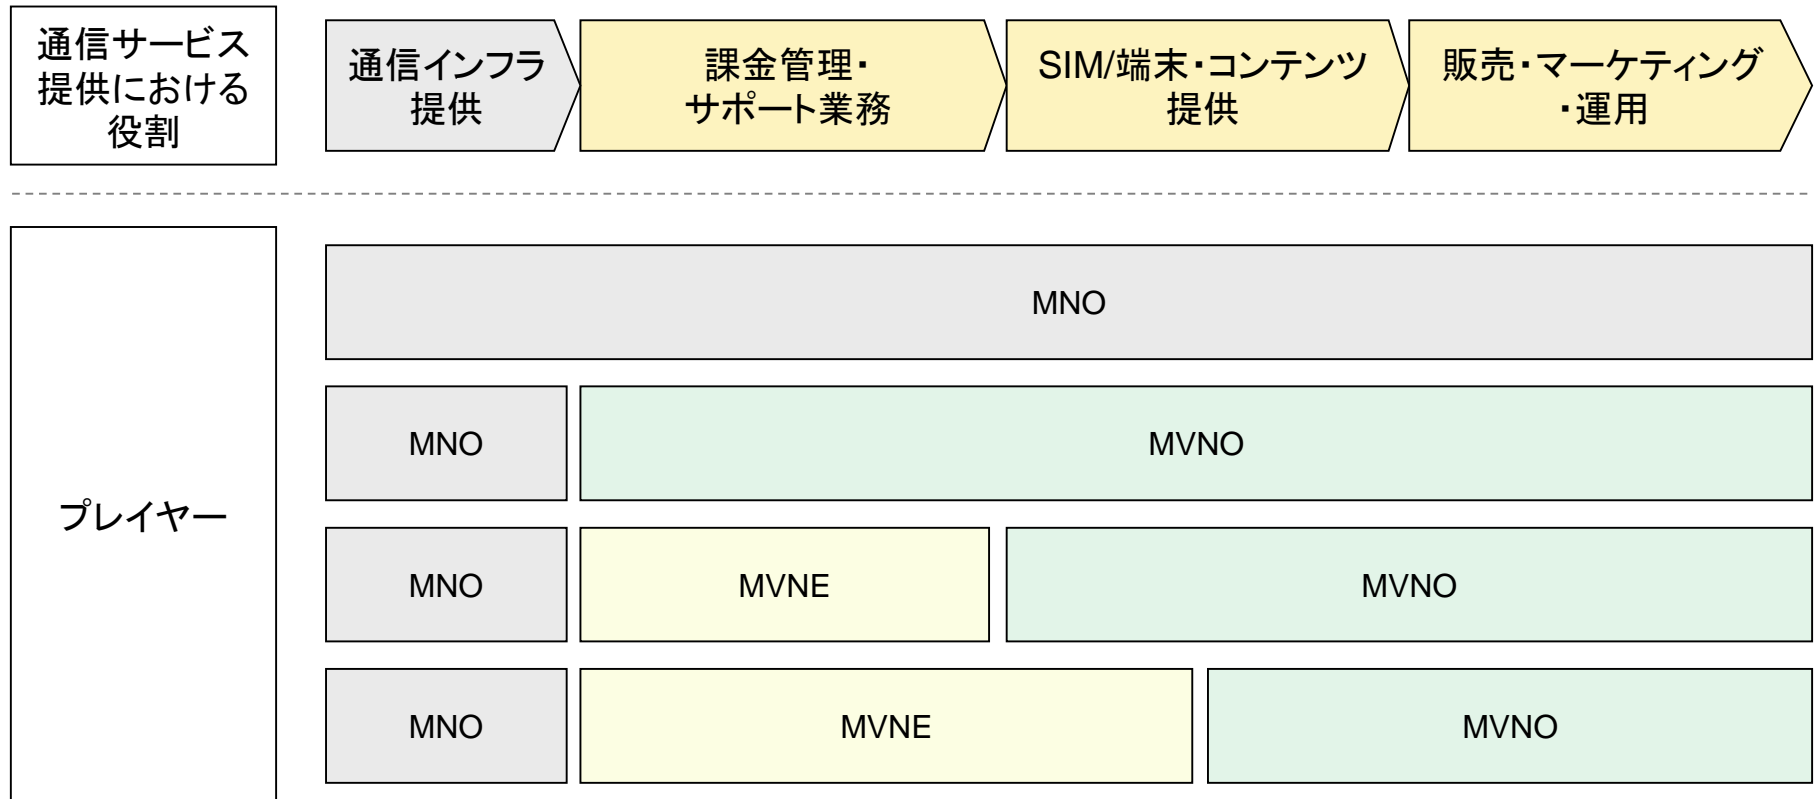 通信サービス
提供における
役割
通信インフラ
提供
課金管理・
サポート業務
SIM/端末・コンテンツ
提供
販売・マーケティング
・運用
プレイヤー
MNO
MNO
MVNO
MNO
MVNE
MVNO
MNO
MVNE
MVNO